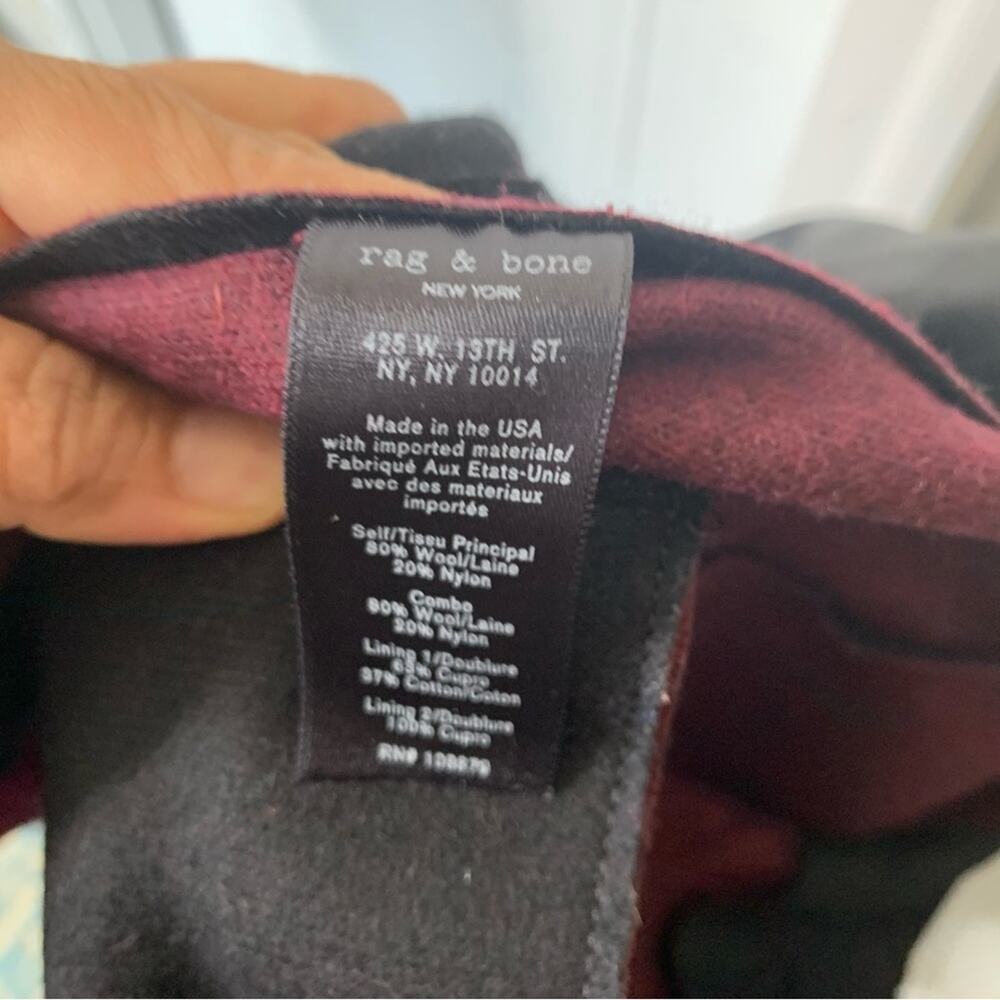 rag & bone
NEW YORK
425 W. 13TH ST.
NY, NY 10014
Made in the USA
with imported materials/
Fabriqué Aux Etats-Unis
avec des materiaux
importés
Self/Tissu Principal
80% Wool/Laine
20% Nylon
Combo
80% Wool/Laine
20% Nylon
Lining 1/Doublure
63% Cupro
37% Cotton/Coton
Lining 2/Doublure
100% Cupro
RN#